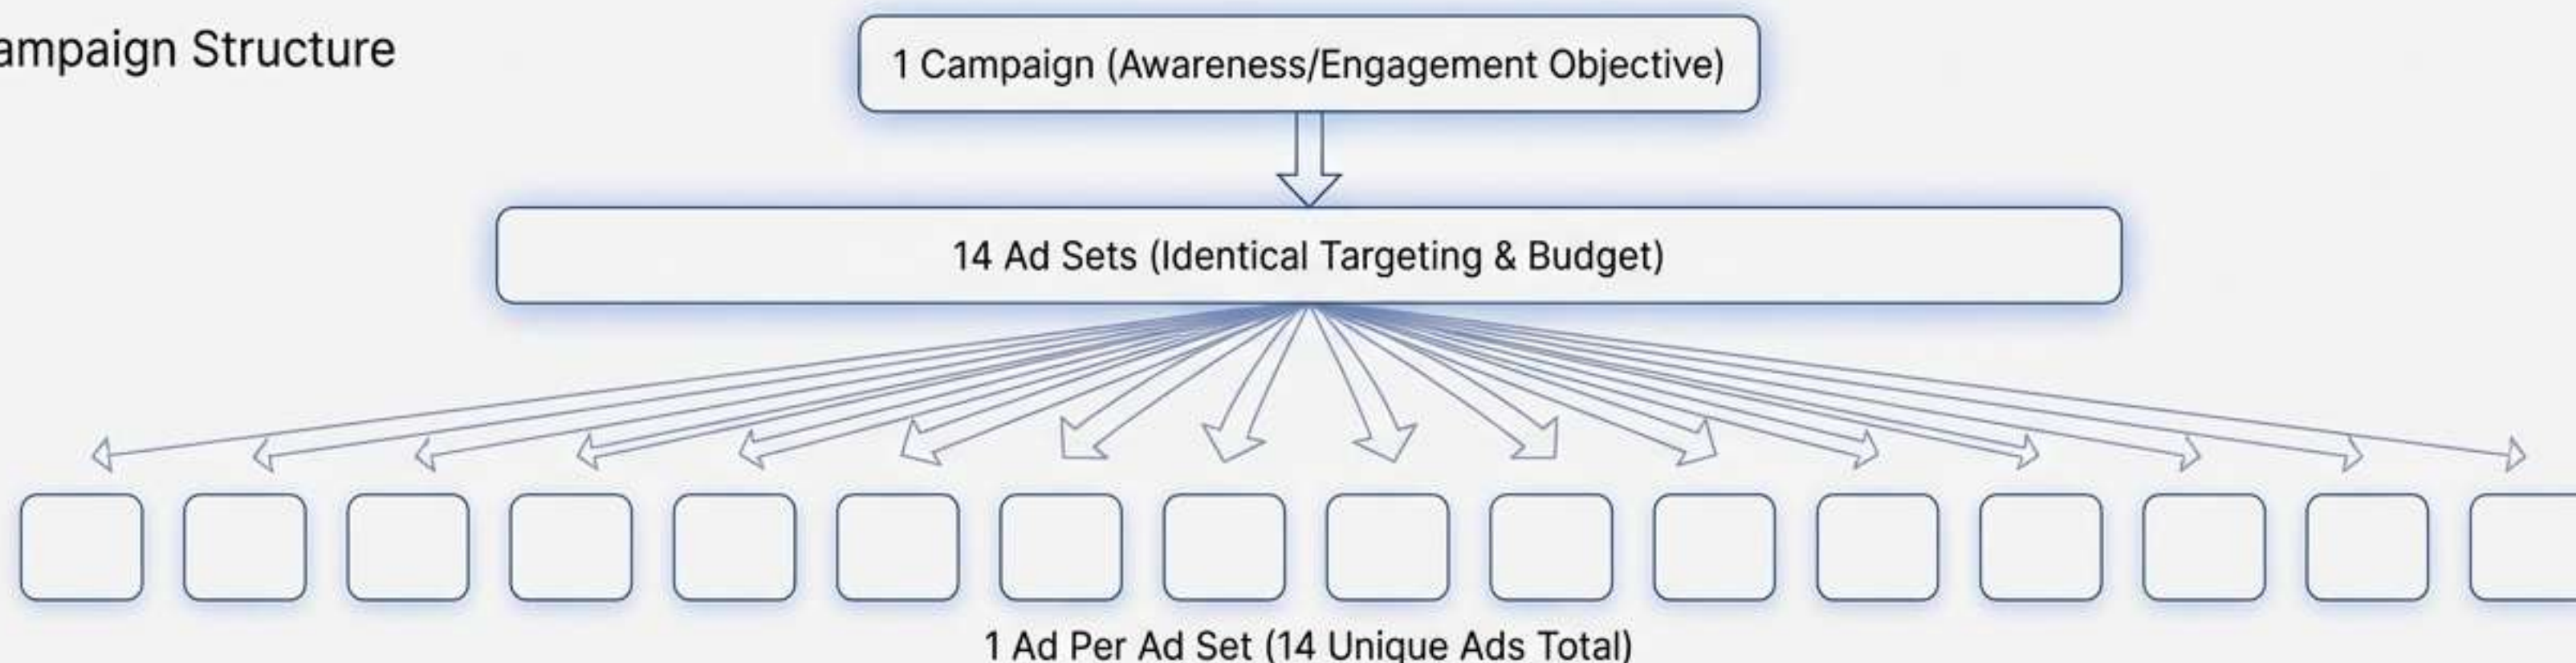 ampaign Structure
1 Campaign (Awareness/Engagement Objective)
14 Ad Sets (Identical Targeting & Budget)
1 Ad Per Ad Set (14 Unique Ads Total)